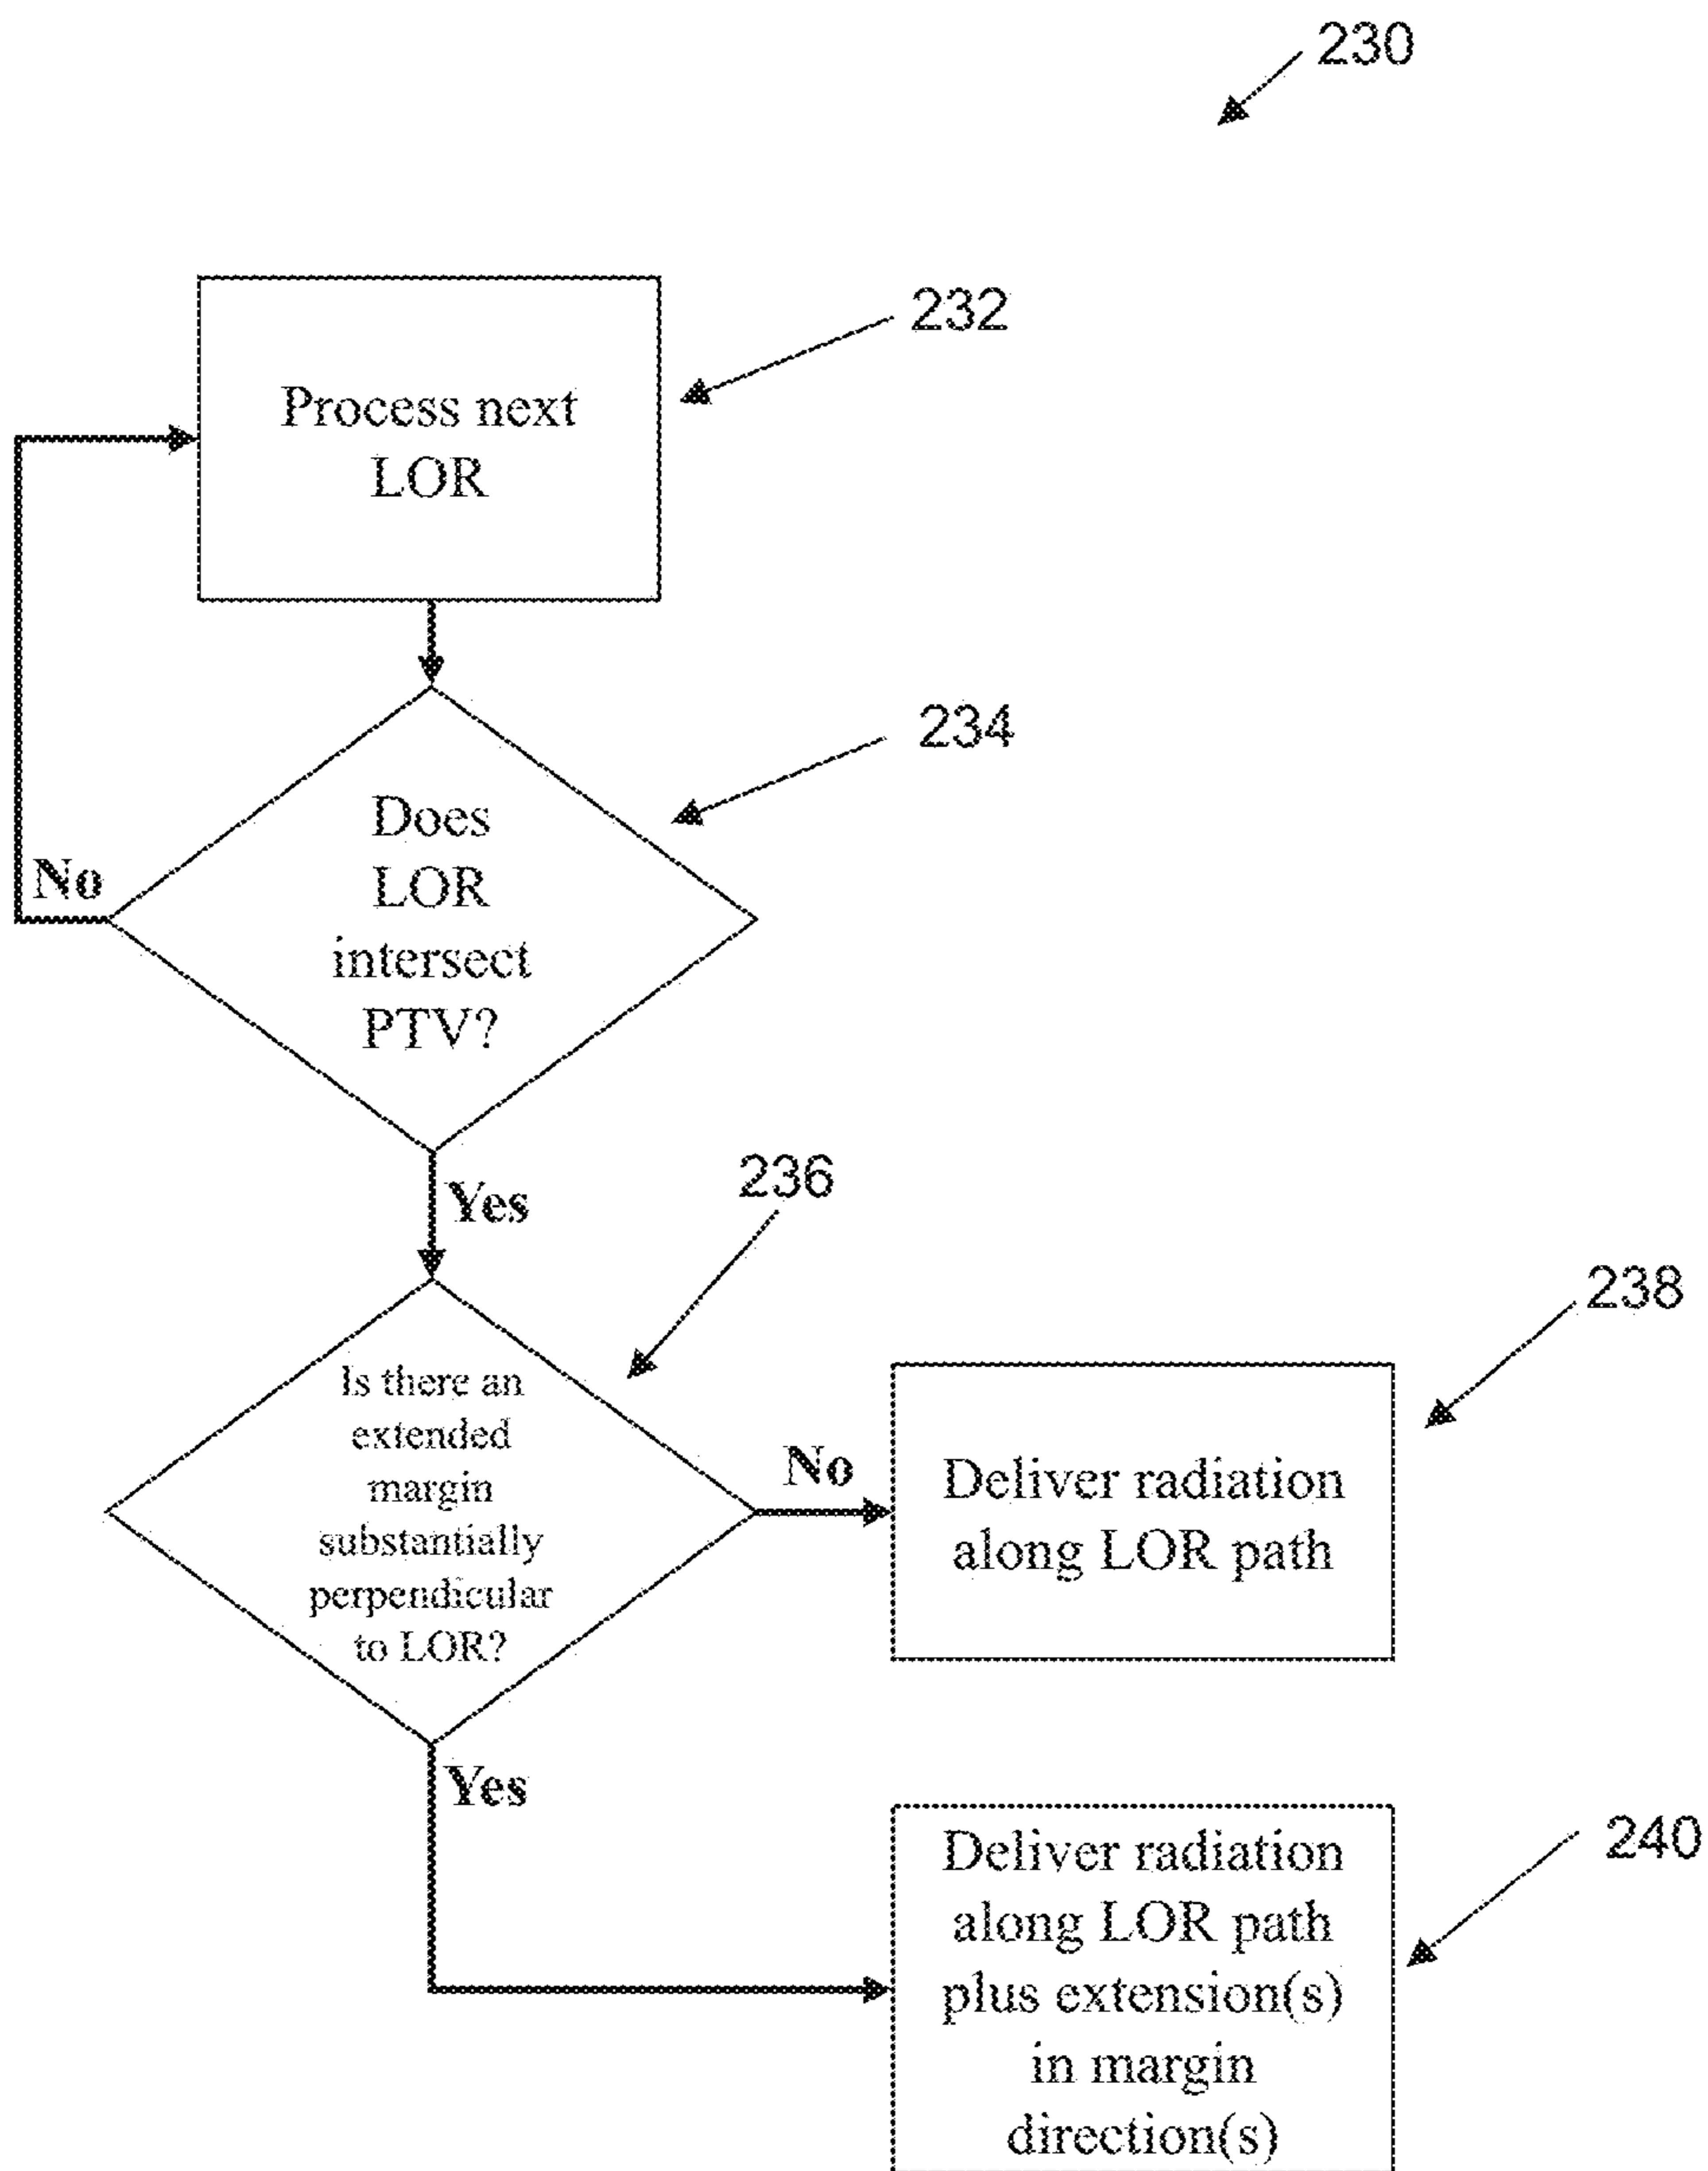 230
232
Process next
LOR
234
Does
LOR
intersect
PTV?
No
Yes
236
Is there an
extended
margin
substantially
perpendicular
to LOR?
No
238
Deliver radiation
along LOR path
Yes
240
Deliver radiation
along LOR path
plus extension(s)
in margin
direction(s)